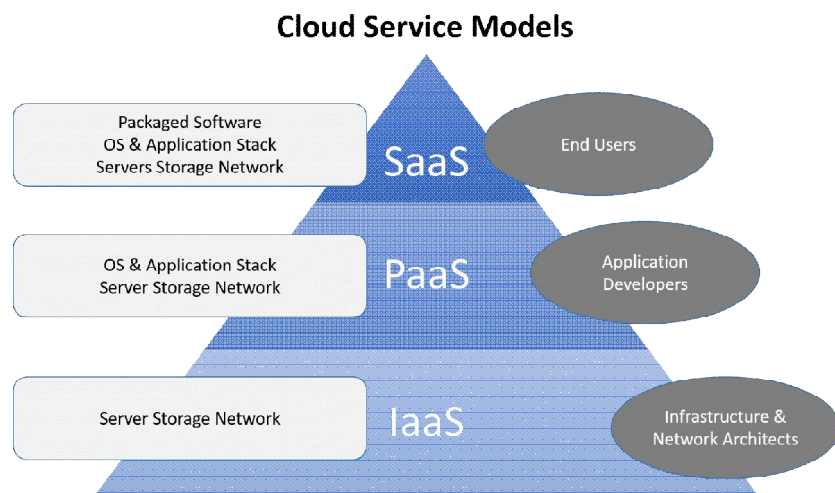 Cloud Service Models
Packaged Software
OS & Application Stack
Servers Storage Network
SaaS
End Users
OS & Application Stack
Server Storage Network
PaaS
Application
Developers
Server Storage Network
IaaS
Infrastructure &
Network Architects